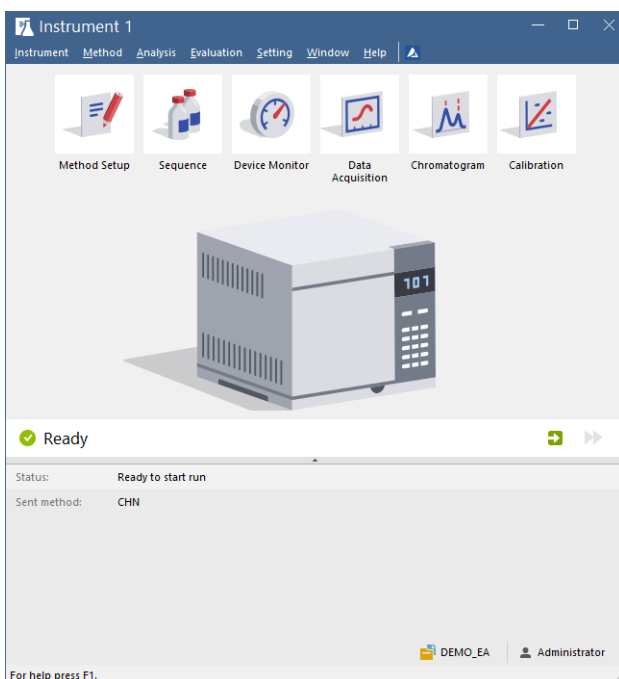 Instrument 1
Instrument Method Analysis Evaluation Setting Window Help
Method Setup Sequence Device Monitor Data Acquisition Chromatogram Calibration
101
Ready
Status: Ready to start run
Sent method: CHN
DEMO_EA Administrator
For help press F1.